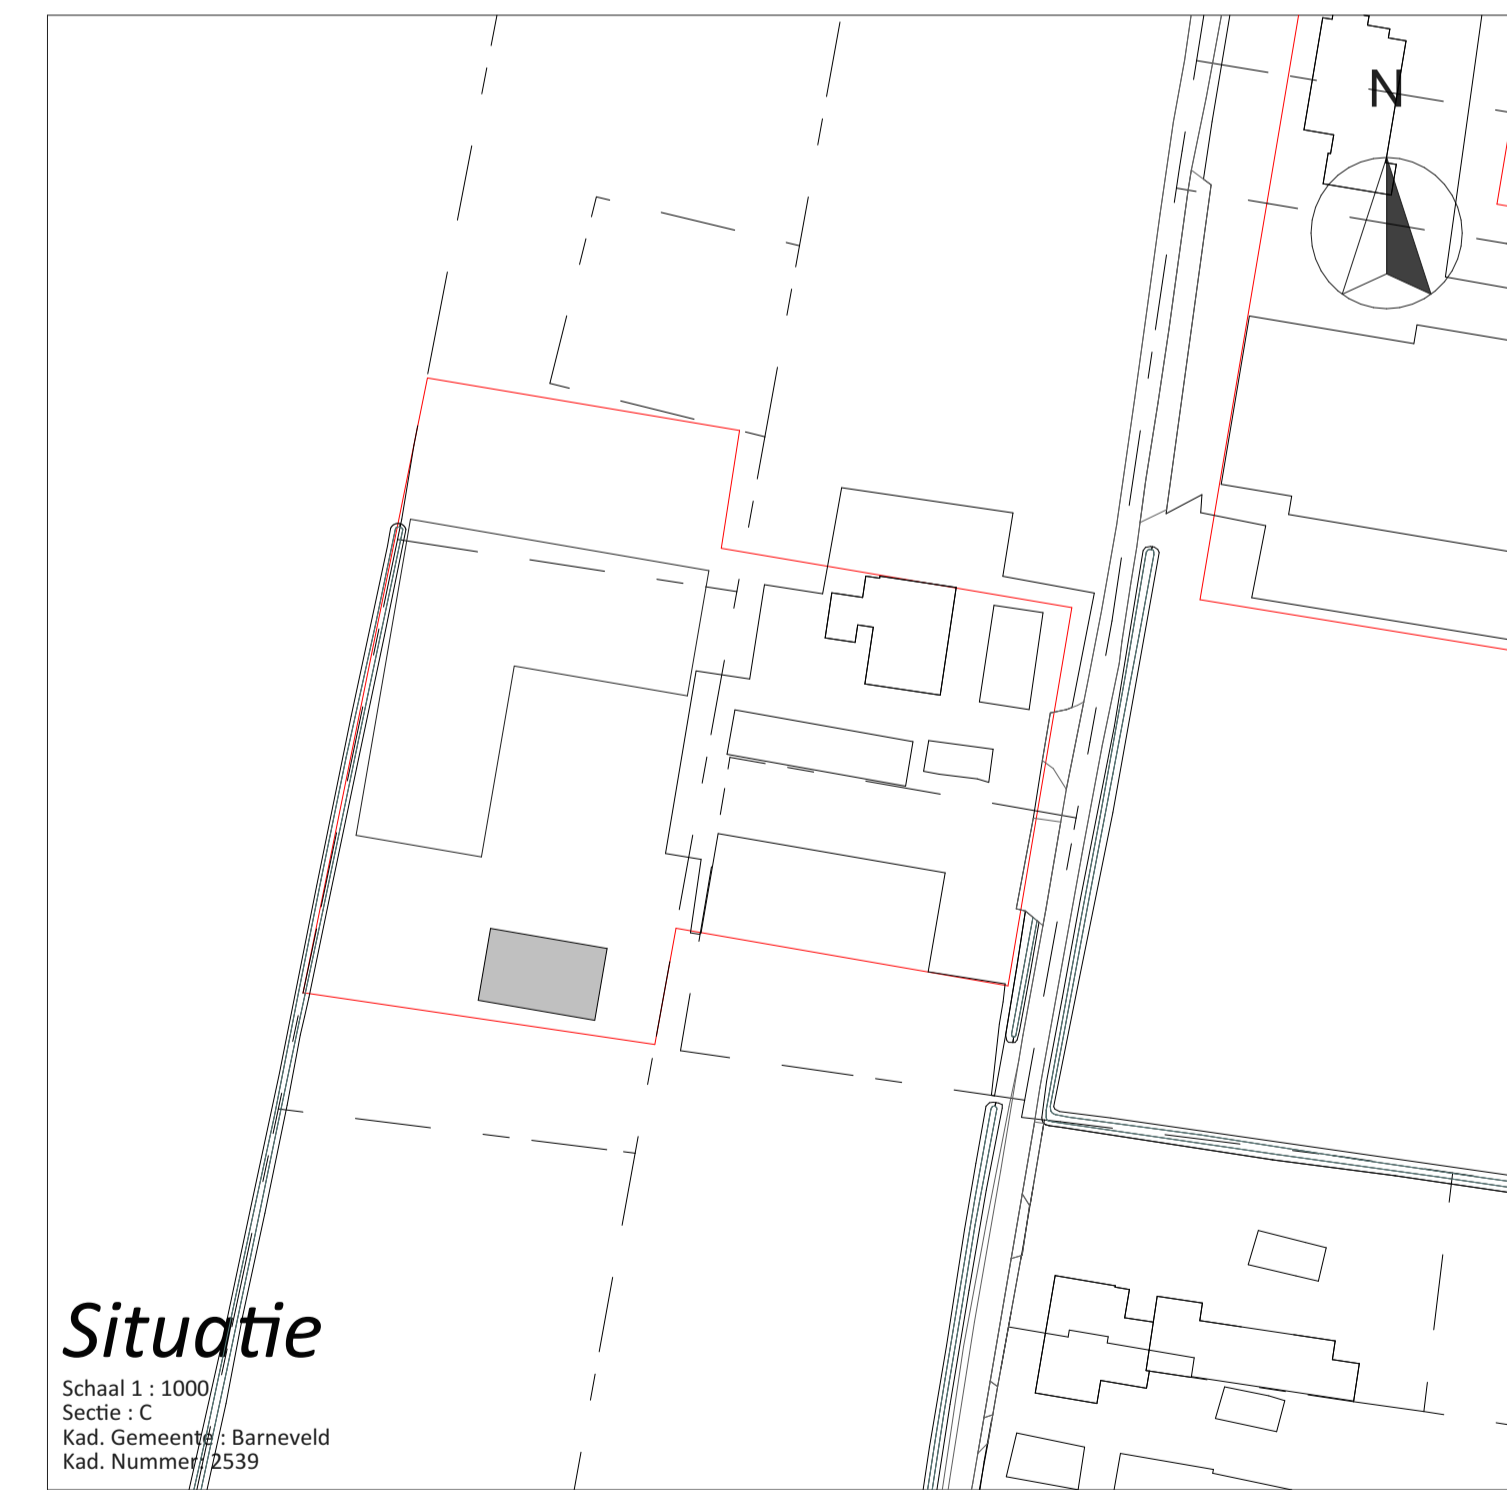 N
Situatie
Schaal 1 : 1000
Sectie : C
Kad. Gemeente : Barneveld
Kad. Nummer: 2539